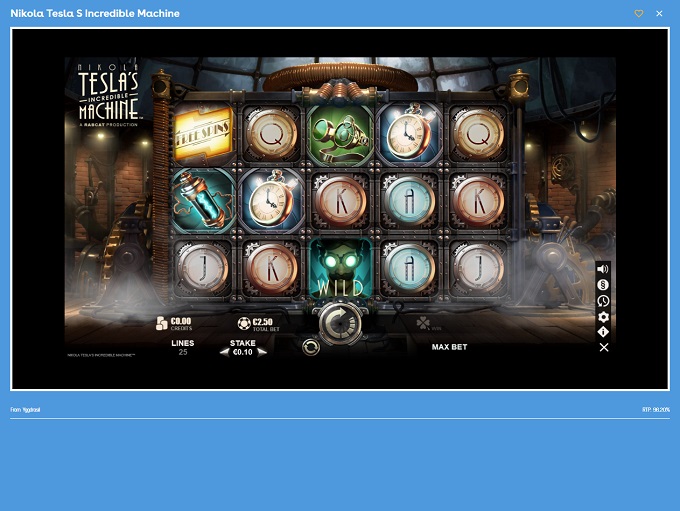 Nikola Tesla S Incredible Machine
NIKOLA
TESLA'S
INCREDIBLE
MACHINE™
A RABCAT PRODUCTION
FREE SPINS
Q
Q
K
A
K
J
K
WILD
A
J
€0.00
CREDITS
€2.50
TOTAL BET
WIN
LINES
25
STAKE
€0.10
MAX BET
NIKOLA TESLA'S INCREDIBLE MACHINE™
From: Yggdrasil
RTP: 96.20%